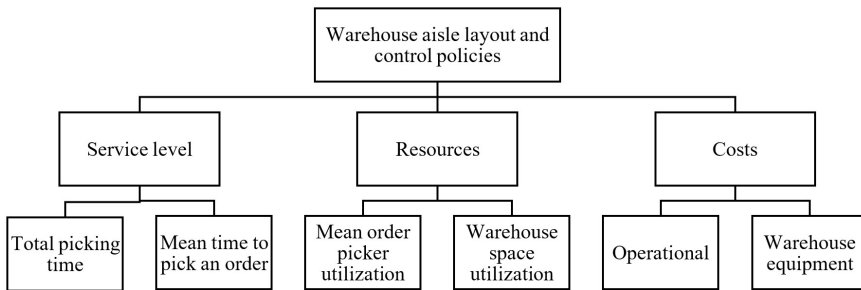 Warehouse aisle layout and
control policies
Service level
Resources
Costs
Total picking
time
Mean time to
pick an order
Mean order
picker
utilization
Warehouse
space
utilization
Operational
Warehouse
equipment